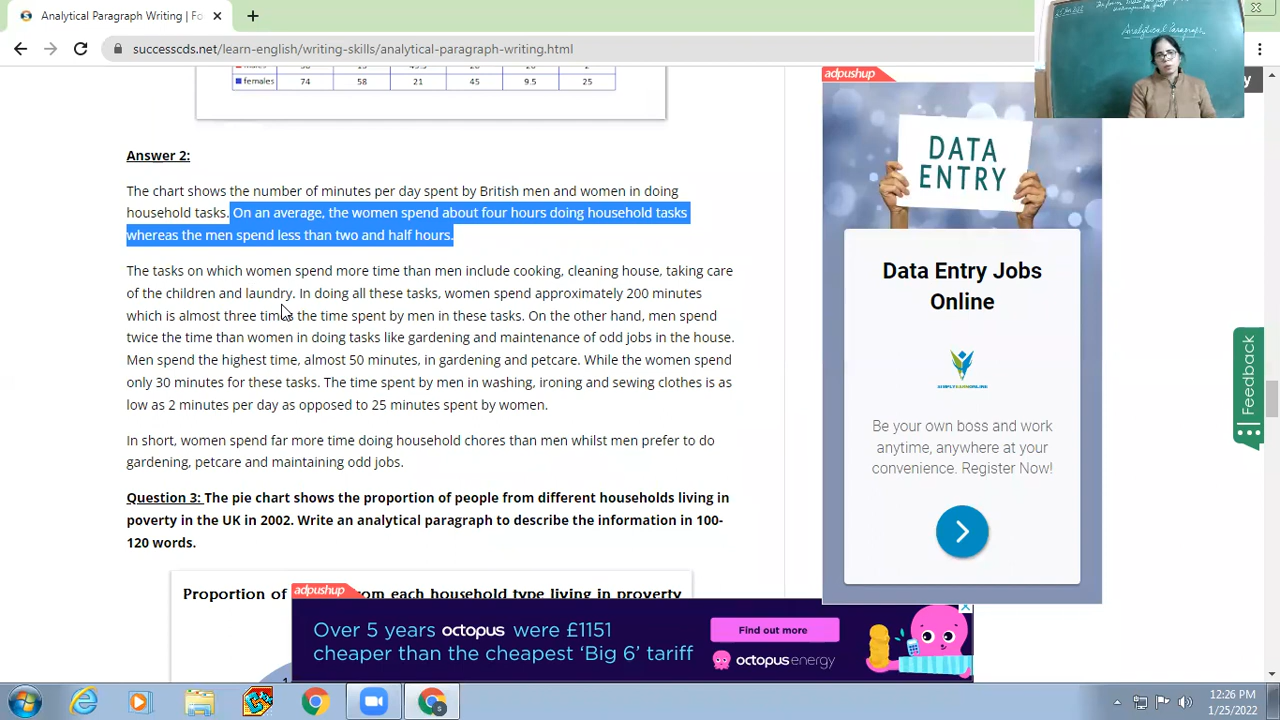 Analytical Paragraph Writing | Fo
successcds.net/learn-english/writing-skills/analytical-paragraph-writing.html
Analytical Paragraph
females 74 58 21 45 9.5 25
Answer 2:
The chart shows the number of minutes per day spent by British men and women in doing
household tasks. On an average, the women spend about four hours doing household tasks
whereas the men spend less than two and half hours.
The tasks on which women spend more time than men include cooking, cleaning house, taking care
of the children and laundry. In doing all these tasks, women spend approximately 200 minutes
which is almost three times the time spent by men in these tasks. On the other hand, men spend
twice the time than women in doing tasks like gardening and maintenance of odd jobs in the house.
Men spend the highest time, almost 50 minutes, in gardening and petcare. While the women spend
only 30 minutes for these tasks. The time spent by men in washing, ironing and sewing clothes is as
low as 2 minutes per day as opposed to 25 minutes spent by women.
In short, women spend far more time doing household chores than men whilst men prefer to do
gardening, petcare and maintaining odd jobs.
Question 3: The pie chart shows the proportion of people from different households living in
poverty in the UK in 2002. Write an analytical paragraph to describe the information in 100-
120 words.
Proportion of from each household type living in proverty
adpushup
DATA
ENTRY
Data Entry Jobs
Online
SIMPLYEARNONLINE
Be your own boss and work
anytime, anywhere at your
convenience. Register Now!
Feedback
adpushup
Over 5 years octopus were £1151
cheaper than the cheapest ‘Big 6’ tariff
Find out more
octopus energy
12:26 PM
1/25/2022